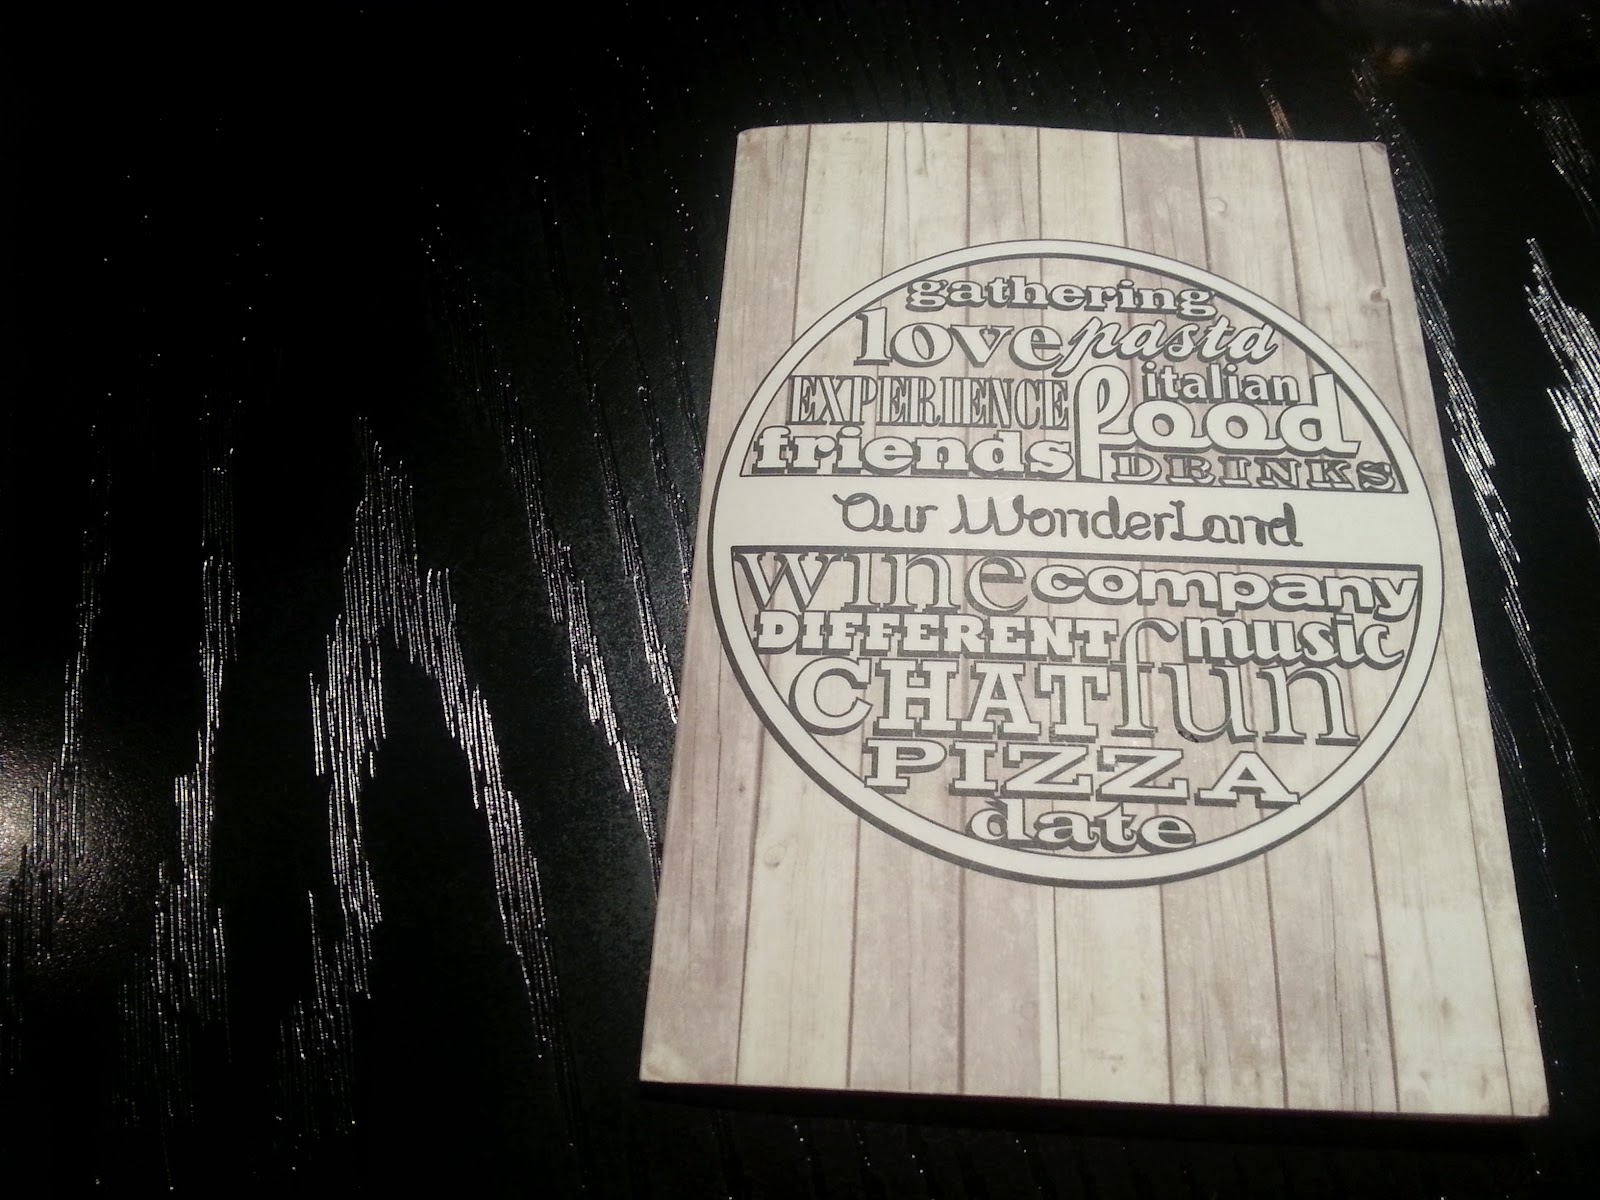 gathering
love pasta
EXPERIENCE italian
friends food
DRINKS
Our WonderLand
wine company
DIFFERENT music
CHAT fun
PIZZA
date